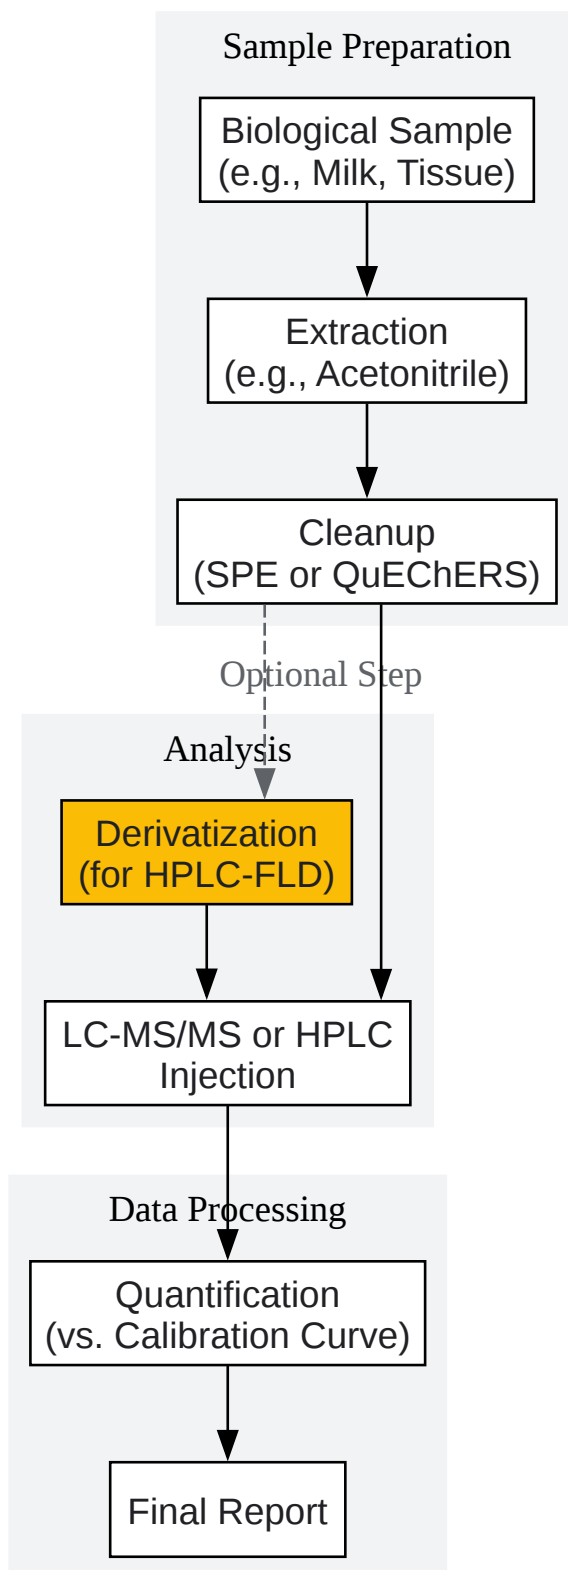 Sample Preparation
Biological Sample
(e.g., Milk, Tissue)
Extraction
(e.g., Acetonitrile)
Cleanup
(SPE or QuEChERS)
Optional Step
Analysis
Derivatization
(for HPLC-FLD)
LC-MS/MS or HPLC
Injection
Data Processing
Quantification
(vs. Calibration Curve)
Final Report